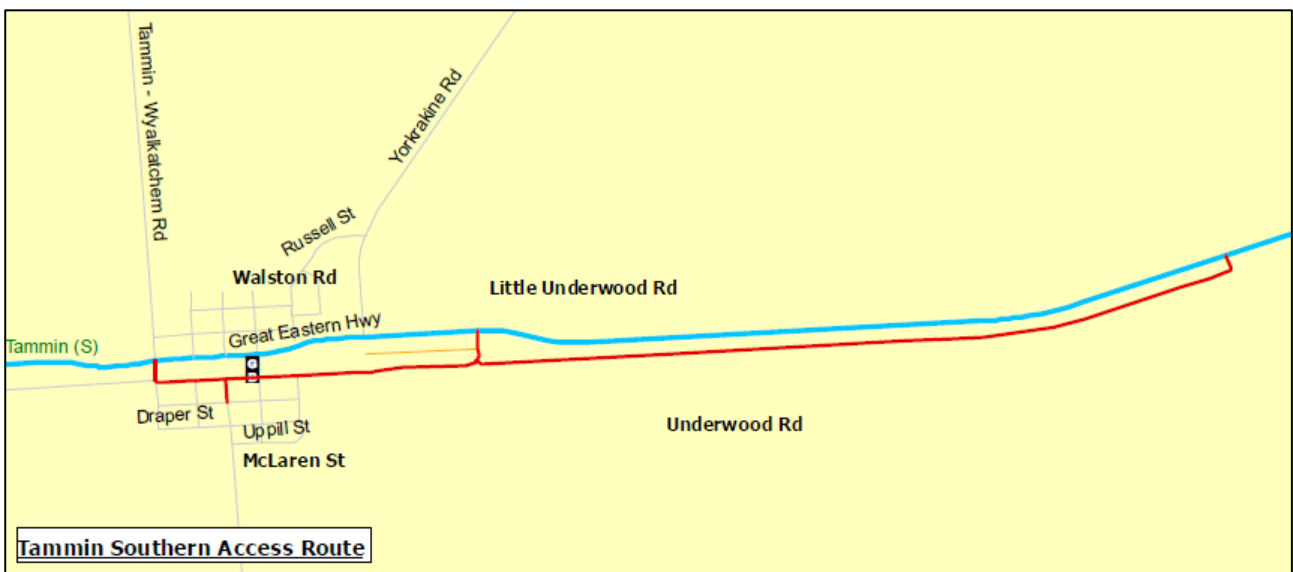 Tammin - Wyalkatchem Rd
Yorkrakine Rd
Russell St
Walston Rd
Little Underwood Rd
Great Eastern Hwy
Tammin (S)
Draper St
Uppill St
Underwood Rd
McLaren St
Tammin Southern Access Route